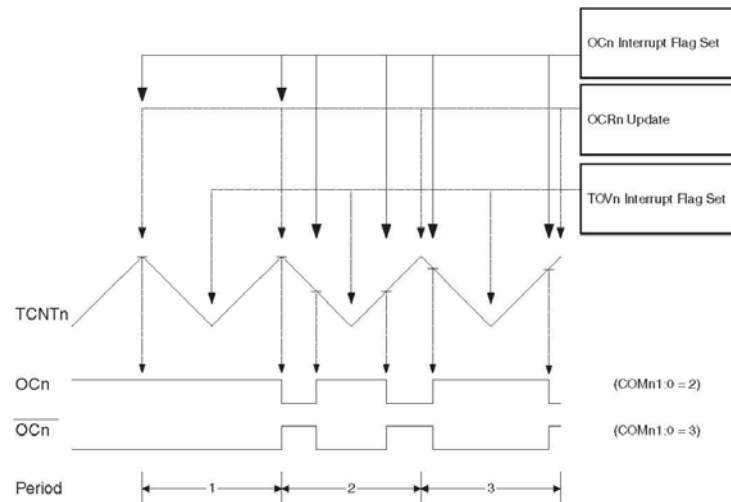 OCn Interrupt Flag Set
OCRn Update
TOVn Interrupt Flag Set
TCNTn
OCn
(COMn1:0 = 2)
OCn
(COMn1:0 = 3)
Period
1
2
3